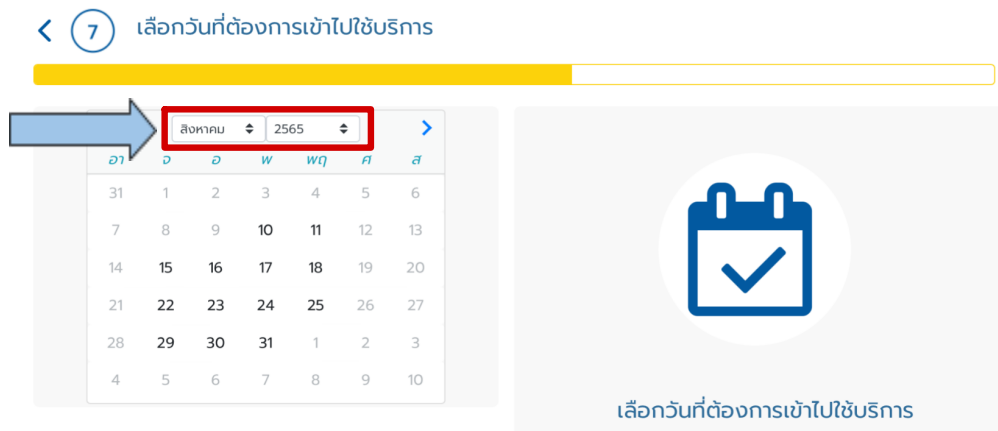 7 เลือกวันที่ต้องการเข้าไปใช้บริการ
สิงหาคม 2565
อา จ อ พ พฤ ศ ส
31 1 2 3 4 5 6
7 8 9 10 11 12 13
14 15 16 17 18 19 20
21 22 23 24 25 26 27
28 29 30 31 1 2 3
4 5 6 7 8 9 10
เลือกวันที่ต้องการเข้าไปใช้บริการ